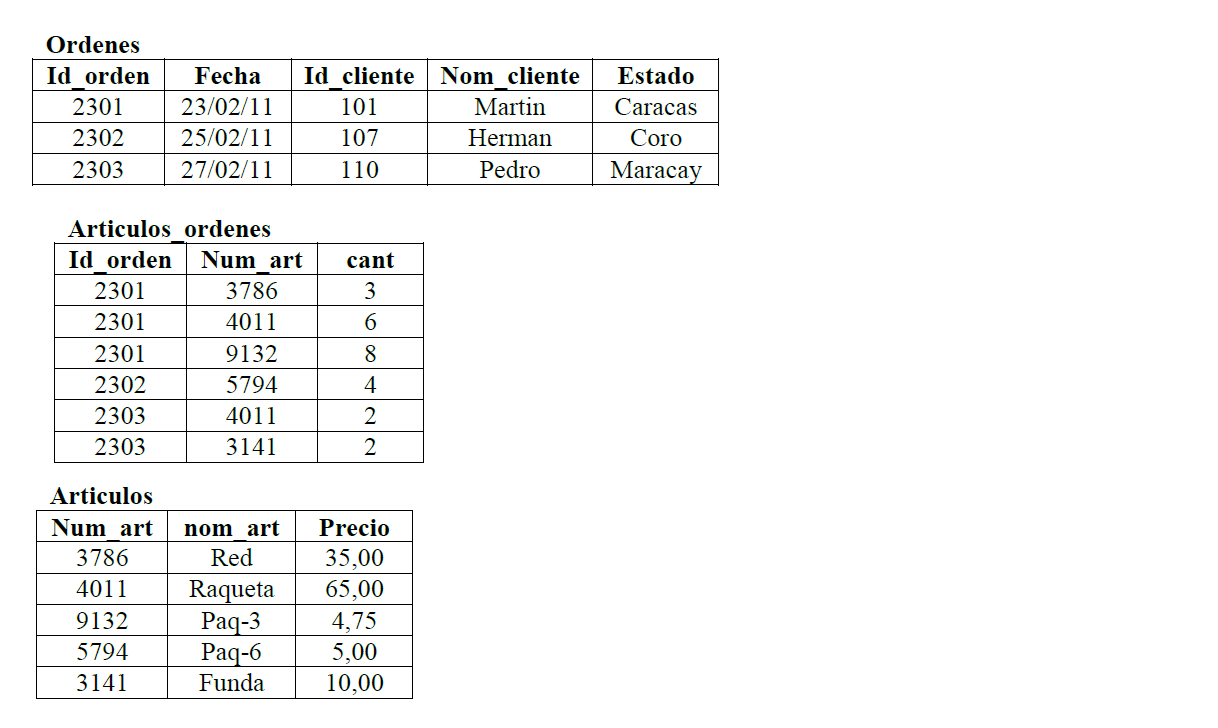 Ordenes
Id_orden Fecha Id_cliente Nom_cliente Estado
2301 23/02/11 101 Martin Caracas
2302 25/02/11 107 Herman Coro
2303 27/02/11 110 Pedro Maracay
Articulos_ordenes
Id_orden Num_art cant
2301 3786 3
2301 4011 6
2301 9132 8
2302 5794 4
2303 4011 2
2303 3141 2
Articulos
Num_art nom_art Precio
3786 Red 35,00
4011 Raqueta 65,00
9132 Paq-3 4,75
5794 Paq-6 5,00
3141 Funda 10,00